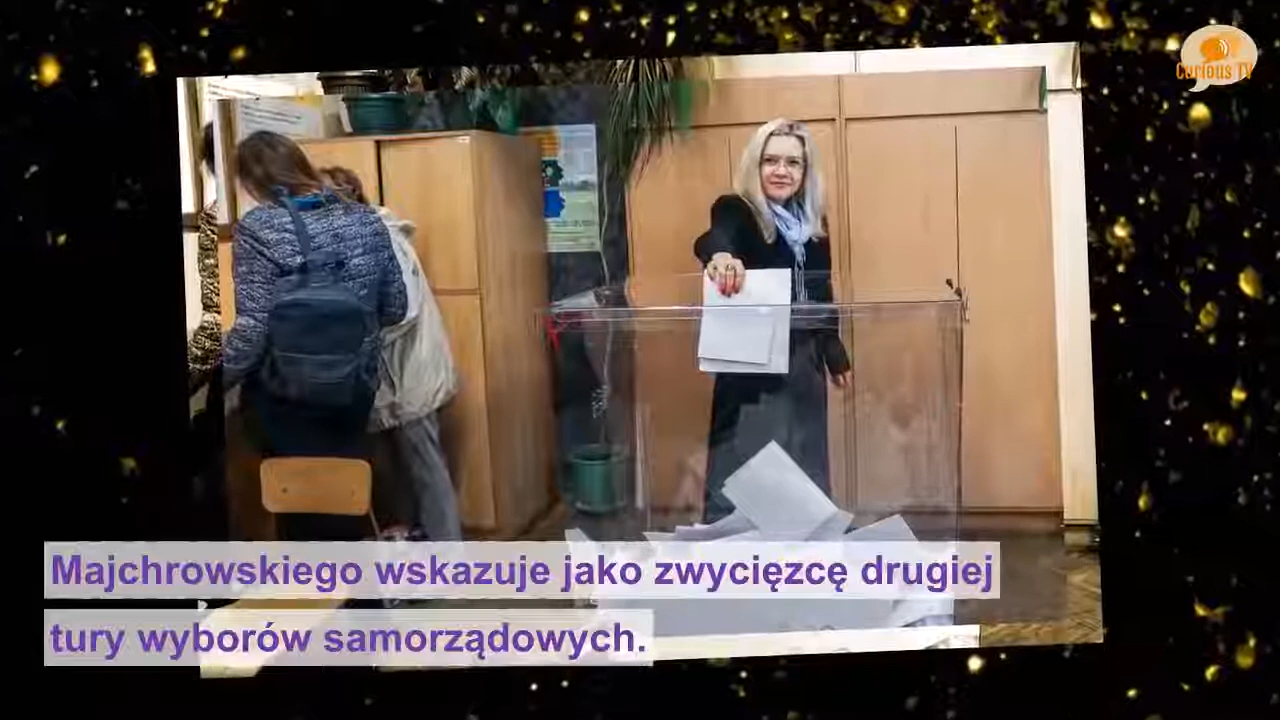 Curious TV
Majchrowskiego wskazuje jako zwycięzcę drugiej
tury wyborów samorządowych.